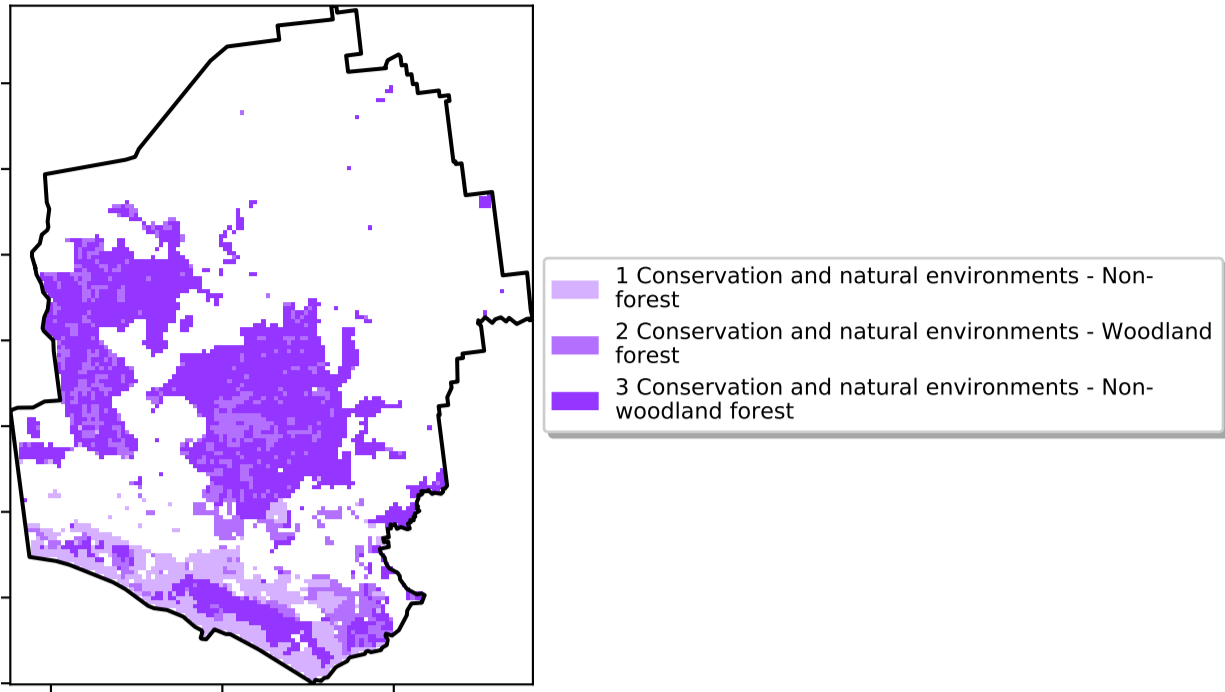 1 Conservation and natural environments - Non-
forest
2 Conservation and natural environments - Woodland
forest
3 Conservation and natural environments - Non-
woodland forest